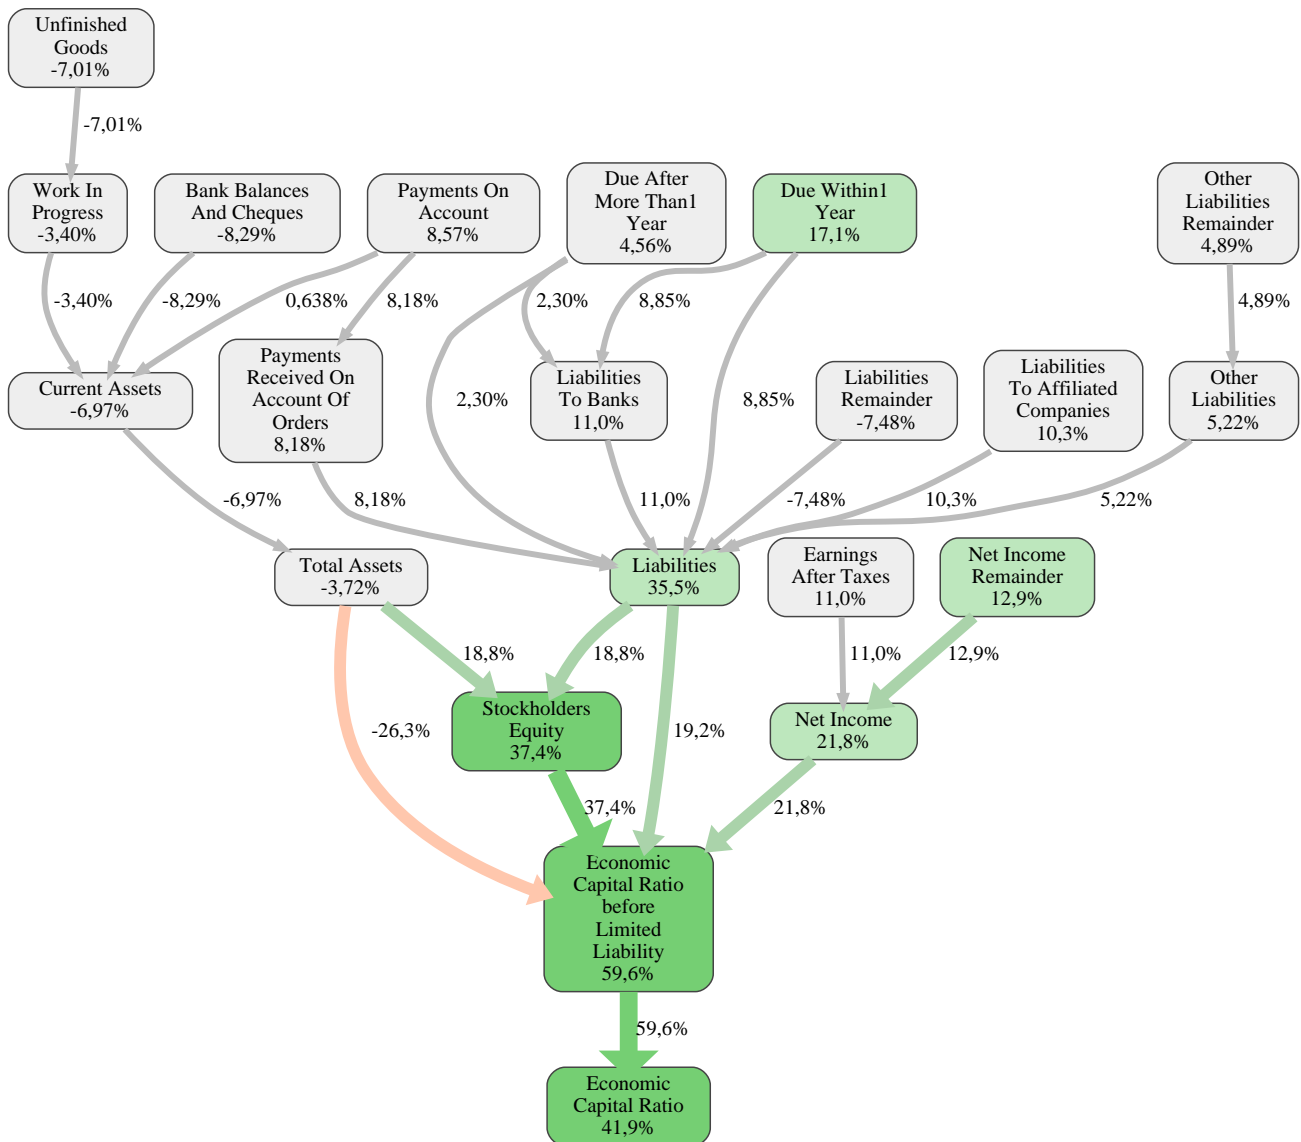 Unfinished
Goods
-7,01%
-7,01%
Work In
Progress
-3,40%
Bank Balances
And Cheques
-8,29%
Payments On
Account
8,57%
Due After
More Than1
Year
4,56%
Due Within1
Year
17,1%
Other
Liabilities
Remainder
4,89%
-3,40%
-8,29%
0,638%
8,18%
2,30%
8,85%
4,89%
Current Assets
-6,97%
Payments
Received On
Account Of
Orders
8,18%
2,30%
Liabilities
To Banks
11,0%
8,85%
Liabilities
Remainder
-7,48%
Liabilities
To Affiliated
Companies
10,3%
Other
Liabilities
5,22%
-6,97%
8,18%
11,0%
-7,48%
10,3%
5,22%
Total Assets
-3,72%
Liabilities
35,5%
Earnings
After Taxes
11,0%
Net Income
Remainder
12,9%
18,8%
18,8%
11,0%
12,9%
-26,3%
Stockholders
Equity
37,4%
19,2%
Net Income
21,8%
37,4%
21,8%
Economic
Capital Ratio
before
Limited
Liability
59,6%
59,6%
Economic
Capital Ratio
41,9%